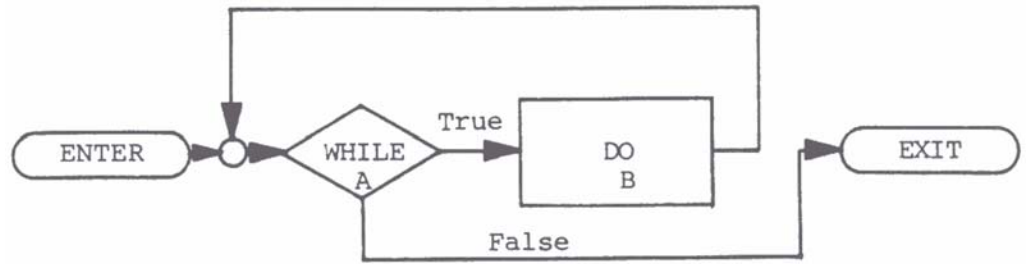 ENTER
WHILE
A
True
DO
B
False
EXIT